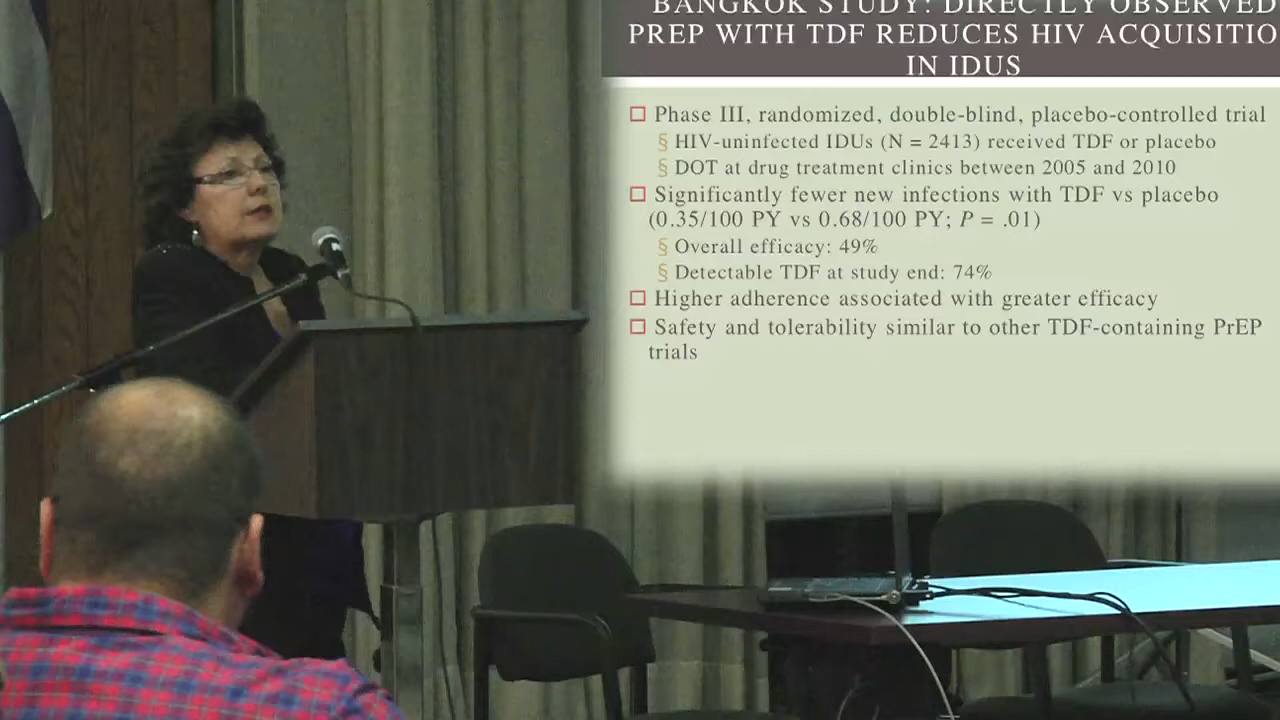 BANGKOK STUDY: DIRECTLY OBSERVED
PREP WITH TDF REDUCES HIV ACQUISITIO
IN IDUS
Phase III, randomized, double-blind, placebo-controlled trial
§ HIV-uninfected IDUs (N = 2413) received TDF or placebo
§ DOT at drug treatment clinics between 2005 and 2010
Significantly fewer new infections with TDF vs placebo
(0.35/100 PY vs 0.68/100 PY; P = .01)
§ Overall efficacy: 49%
§ Detectable TDF at study end: 74%
Higher adherence associated with greater efficacy
Safety and tolerability similar to other TDF-containing PrEP
trials